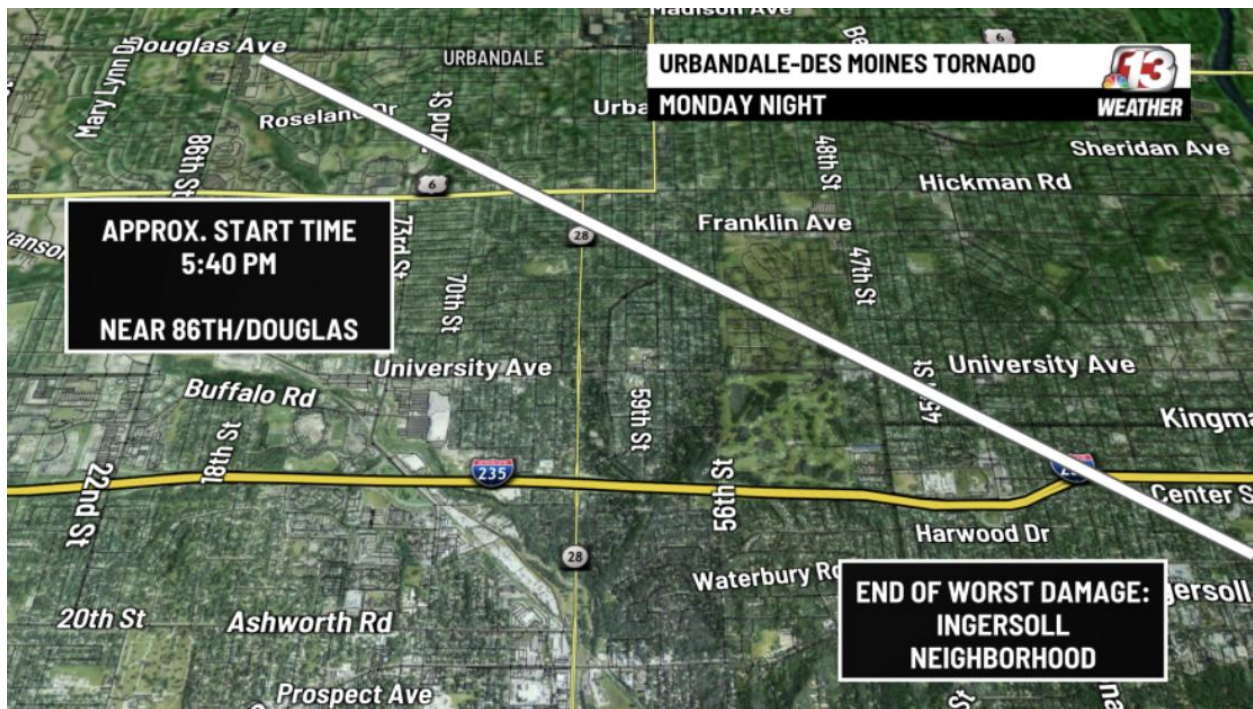 Madison Ave
Douglas Ave
URBANDALE
6
URBANDALE-DES MOINES TORNADO
13
MONDAY NIGHT
WEATHER
Mary Lynn Dr
Roseland Dr
48th St
Sheridan Ave
86th St
6
Hickman Rd
APPROX. START TIME
5:40 PM
NEAR 86TH/DOUGLAS
73rd St
28
Franklin Ave
47th St
70th St
University Ave
University Ave
Buffalo Rd
59th St
45th St
18th St
235
22nd St
56th St
Center S
Harwood Dr
28
Waterbury Rd
END OF WORST DAMAGE:
INGERSOLL
NEIGHBORHOOD
20th St
Ashworth Rd
Prospect Ave
St